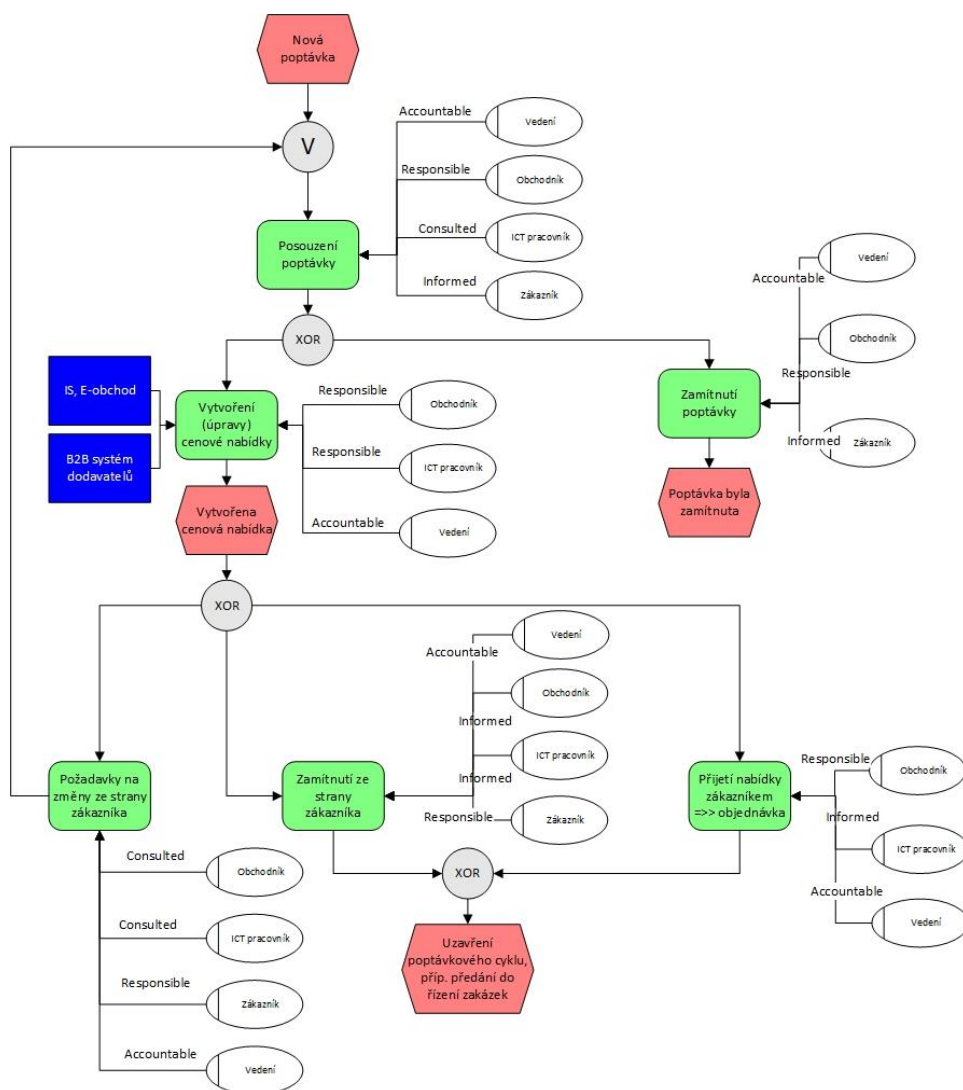 Nová
poptávka
V
Accountable
Vedení
Responsible
Obchodník
Consulted
ICT pracovník
Informed
Zákazník
Posouzení
poptávky
XOR
Accountable
Vedení
Responsible
Obchodník
Informed
Zákazník
Zamítnutí
poptávky
Poptávka byla
zamítnuta
IS, E-obchod
B2B systém
dodavatelů
Vytvoření
(úpravy)
cenové nabídky
Responsible
Obchodník
Responsible
ICT pracovník
Accountable
Vedení
Vytvořena
cenová nabídka
XOR
Accountable
Vedení
Informed
Obchodník
Informed
ICT pracovník
Responsible
Zákazník
Požadavky na
změny ze strany
zákazníka
Zamítnutí ze
strany
zákazníka
Přijetí nabídky
zákazníkem
=>> objednávka
Responsible
Obchodník
Informed
ICT pracovník
Accountable
Vedení
Consulted
Obchodník
Consulted
ICT pracovník
Responsible
Zákazník
Accountable
Vedení
XOR
Uzavření
poptávkového
cyklu,
příp. předání do
řízení zakázek